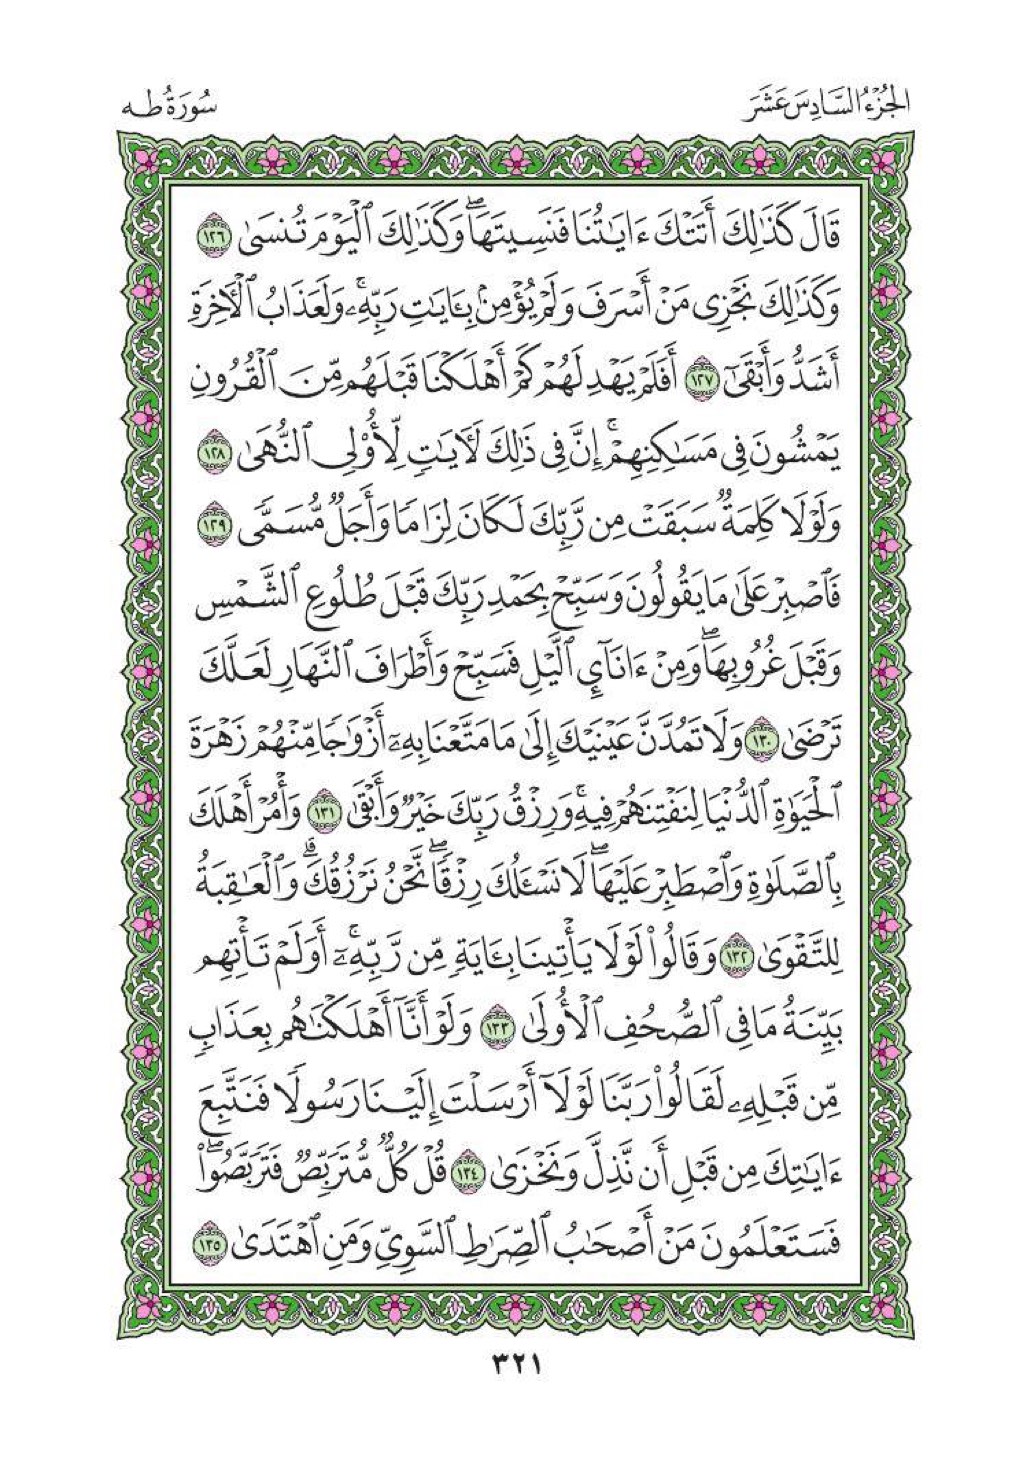 الجُزْءُ السَّادِسَ عَشَرَ
سُورَةُ طه
قَالَ كَذَٰلِكَ أَتَتْكَ ءَايَٰتُنَا فَنَسِيتَهَاۖ وَكَذَٰلِكَ ٱلْيَوْمَ تُنسَىٰ ١٢٦
وَكَذَٰلِكَ نَجْزِى مَنْ أَسْرَفَ وَلَمْ يُؤْمِنۢ بِـَٔايَٰتِ رَبِّهِۦۚ وَلَعَذَابُ ٱلْأَخِرَةِ
أَشَدُّ وَأَبْقَىٰٓ ١٢٧ أَفَلَمْ يَهْدِ لَهُمْ كَمْ أَهْلَكْنَا قَبْلَهُم مِّنَ ٱلْقُرُونِ
يَمْشُونَ فِى مَسَٰكِنِهِمْۚ إِنَّ فِى ذَٰلِكَ لَأٓيَٰتٍ لِّأُو۟لِى ٱلنُّهَىٰ ١٢٨
وَلَوْلَا كَلِمَةٌ سَبَقَتْ مِن رَّبِّكَ لَكَانَ لِزَامًا وَأَجَلٌ مُّسَمًّى ١٢٩
فَٱصْبِرْ عَلَىٰ مَا يَقُولُونَ وَسَبِّحْ بِحَمْدِ رَبِّكَ قَبْلَ طُلُوعِ ٱلشَّمْسِ
وَقَبْلَ غُرُوبِهَاۖ وَمِنْ ءَانَآئِ ٱلَّيْلِ فَسَبِّحْ وَأَطْرَافَ ٱلنَّهَارِ لَعَلَّكَ
تَرْضَىٰ ١٣٠ وَلَا تَمُدَّنَّ عَيْنَيْكَ إِلَىٰ مَا مَتَّعْنَا بِهِۦٓ أَزْوَٰجًا مِّنْهُمْ زَهْرَةَ
ٱلْحَيَوٰةِ ٱلدُّنْيَا لِنَفْتِنَهُمْ فِيهِۚ وَرِزْقُ رَبِّكَ خَيْرٌ وَأَبْقَىٰ ١٣١ وَأْمُرْ أَهْلَكَ
بِٱلصَّلَوٰةِ وَٱصْطَبِرْ عَلَيْهَاۖ لَا نَسْـَٔلُكَ رِزْقًاۖ نَّحْنُ نَرْزُقُكَۗ وَٱلْعَٰقِبَةُ
لِلتَّقْوَىٰ ١٣٢ وَقَالُوا۟ لَوْلَا يَأْتِينَا بِـَٔايَةٍ مِّن رَّبِّهِۦٓۚ أَوَلَمْ تَأْتِهِم
بَيِّنَةُ مَا فِى ٱلصُّحُفِ ٱلْأُولَىٰ ١٣٣ وَلَوْ أَنَّآ أَهْلَكْنَٰهُم بِعَذَابٍ
مِّن قَبْلِهِۦ لَقَالُوا۟ رَبَّنَا لَوْلَآ أَرْسَلْتَ إِلَيْنَا رَسُولًا فَنَتَّبِعَ
ءَايَٰتِكَ مِن قَبْلِ أَن نَّذِلَّ وَنَخْزَىٰ ١٣٤ قُلْ كُلٌّ مُّتَرَبِّصٌ فَتَرَبَّصُوا۟ۖ
فَسَتَعْلَمُونَ مَنْ أَصْحَٰبُ ٱلصِّرَٰطِ ٱلسَّوِىِّ وَمَنِ ٱهْتَدَىٰ ١٣٥
٣٢١